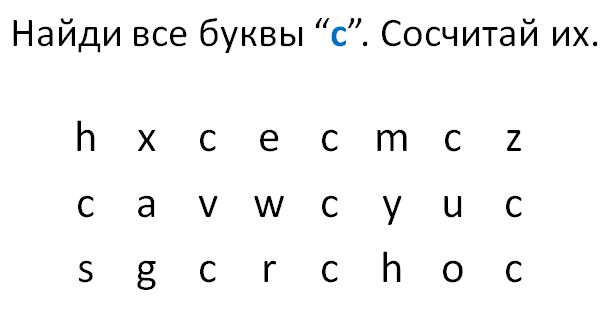 Найди все буквы “c”. Сосчитай их.
h x c e c m c z
c a v w c y u c
s g c r c h o c